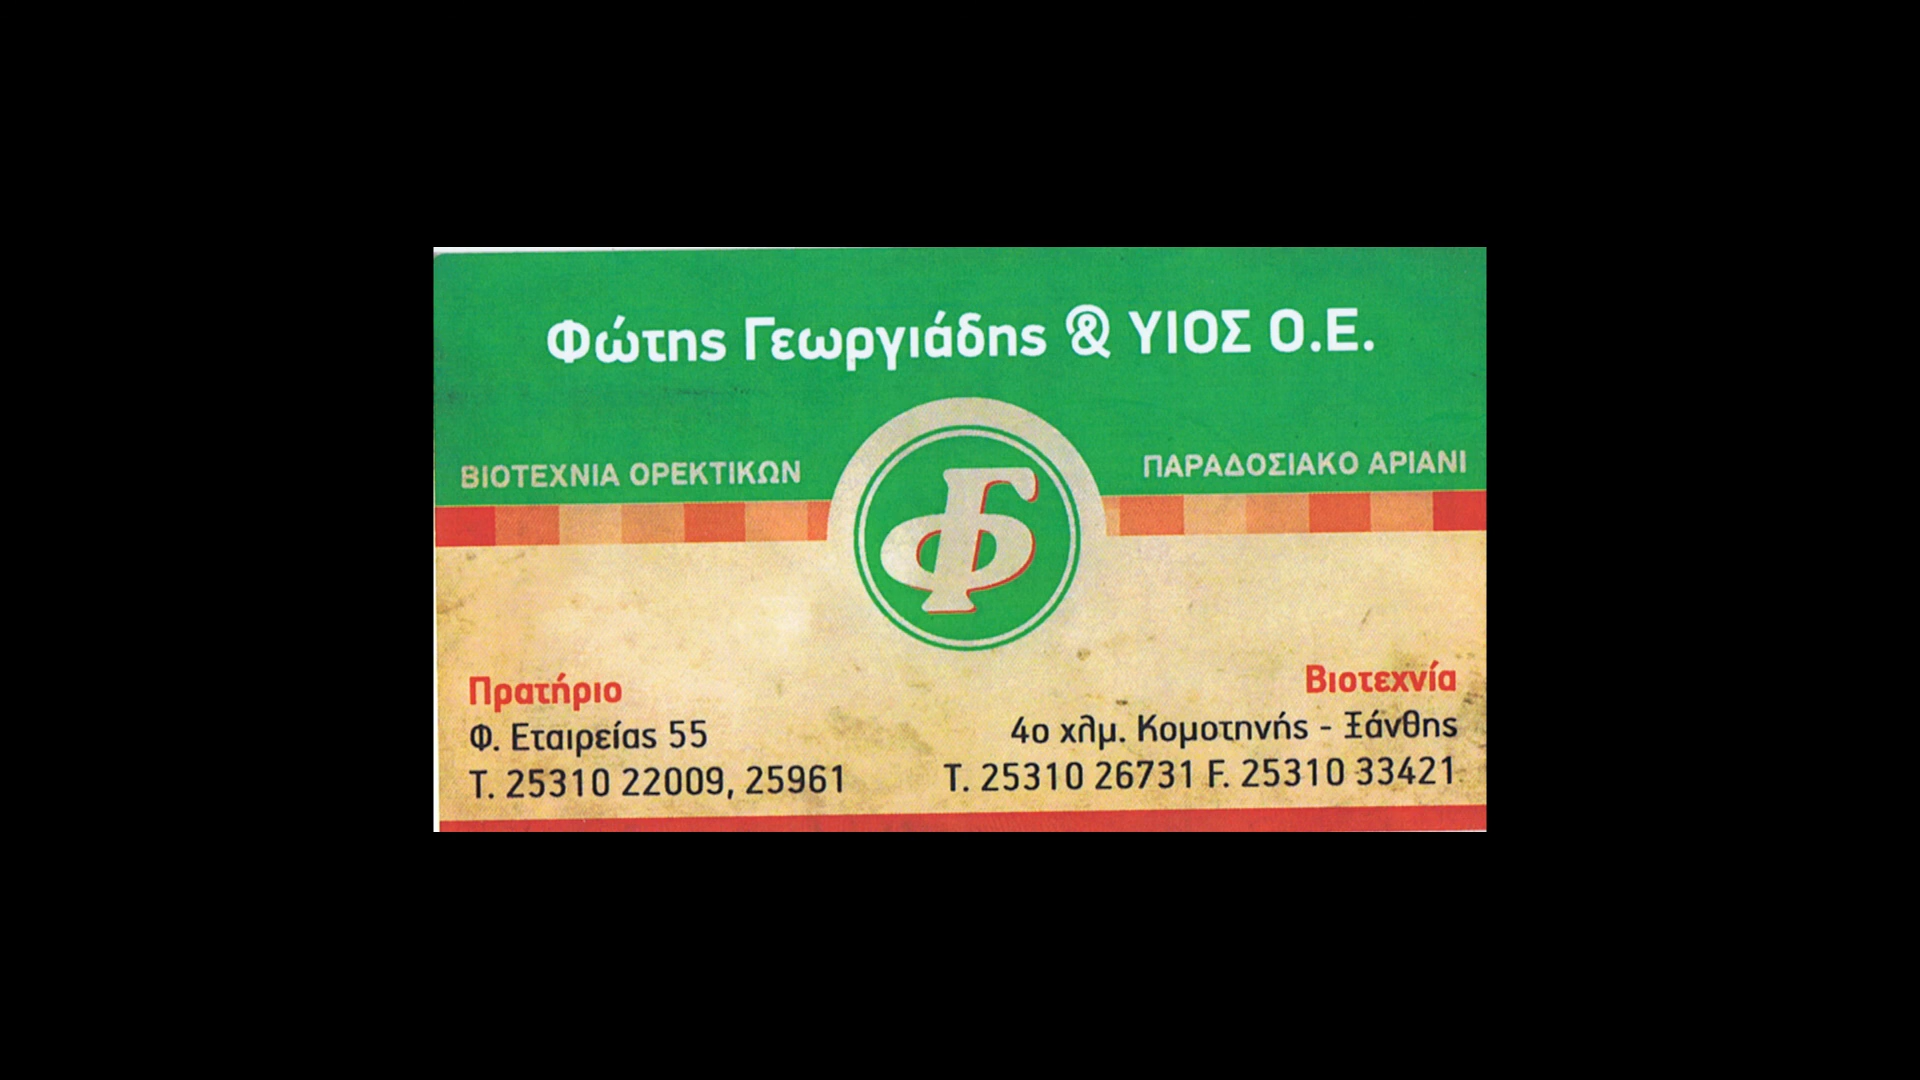 Φώτης Γεωργιάδης & ΥΙΟΣ Ο.Ε.
ΒΙΟΤΕΧΝΙΑ ΟΡΕΚΤΙΚΩΝ
ΠΑΡΑΔΟΣΙΑΚΟ ΑΡΙΑΝΙ
Πρατήριο
Φ. Εταιρείας 55
Τ. 25310 22009, 25961
Βιοτεχνία
4ο χλμ. Κομοτηνής - Ξάνθης
Τ. 25310 26731 F. 25310 33421